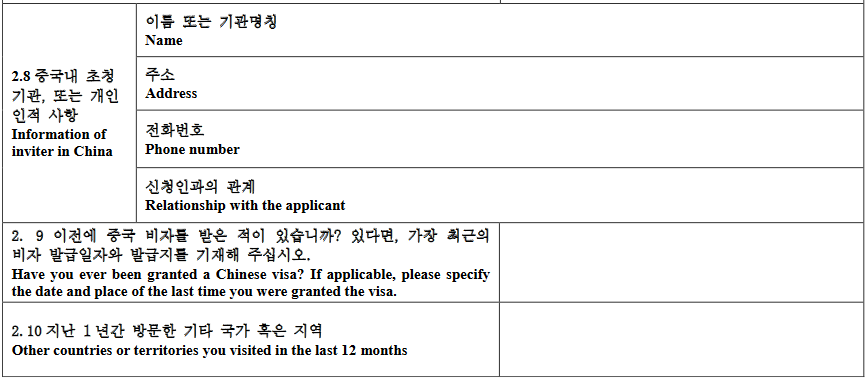 이름 또는 기관명칭
Name
2.8 중국내 초청
기관, 또는 개인
인적 사항
Information of
inviter in China
주소
Address
전화번호
Phone number
신청인과의 관계
Relationship with the applicant
2. 9 이전에 중국 비자를 받은 적이 있습니까? 있다면, 가장 최근의
비자 발급일자와 발급지를 기재해 주십시오.
Have you ever been granted a Chinese visa? If applicable, please specify
the date and place of the last time you were granted the visa.
2.10 지난 1년간 방문한 기타 국가 혹은 지역
Other countries or territories you visited in the last 12 months